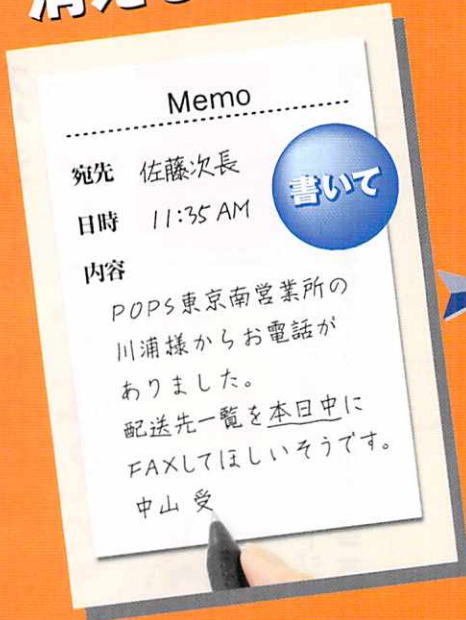 Memo
宛先 佐藤次長
書いて
日時 11:35 AM
内容
POPS東京南営業所の
川浦様からお電話が
ありました。
配送先一覧を本日中に
FAXしてほしいそうです。
中山 受